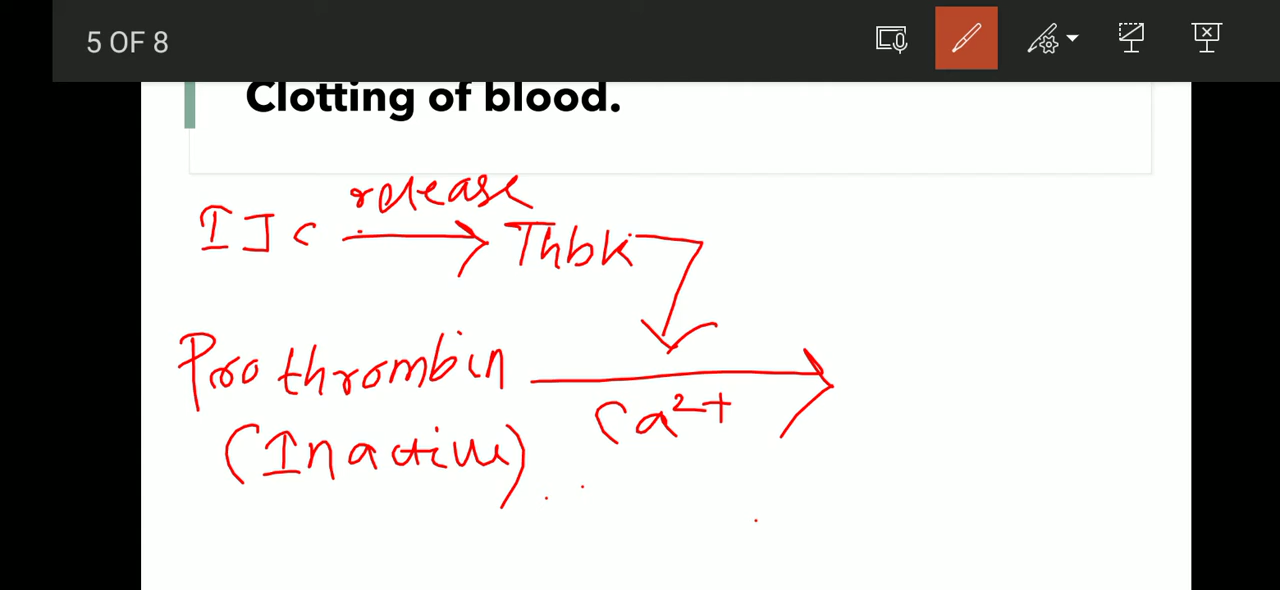 5 OF 8
Clotting of blood.
release
IJC Thbk
Prothrombin
Ca²⁺
(Inactive)